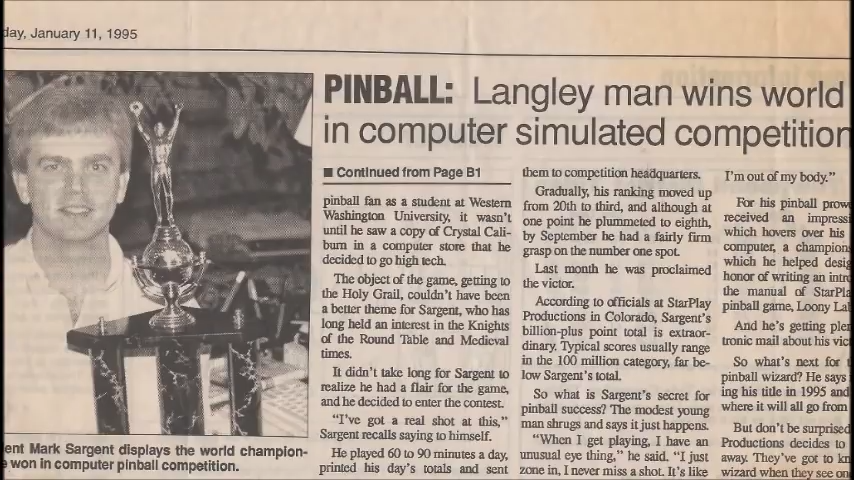 day, January 11, 1995
PINBALL: Langley man wins world
in computer simulated competition
■ Continued from Page B1
pinball fan as a student at Western
Washington University, it wasn't
until he saw a copy of Crystal Cali-
burn in a computer store that he
decided to go high tech.
The object of the game, getting to
the Holy Grail, couldn't have been
a better theme for Sargent, who has
long held an interest in the Knights
of the Round Table and Medieval
times.
It didn't take long for Sargent to
realize he had a flair for the game,
and he decided to enter the contest.
"I've got a real shot at this,"
Sargent recalls saying to himself.
He played 60 to 90 minutes a day,
printed his day's totals and sent
them to competition headquarters.
Gradually, his ranking moved up
from 20th to third, and although at
one point he plummeted to eighth,
by September he had a fairly firm
grasp on the number one spot.
Last month he was proclaimed
the victor.
According to officials at StarPlay
Productions in Colorado, Sargent's
billion-plus point total is extraor-
dinary. Typical scores usually range
in the 100 million category, far be-
low Sargent's total.
So what is Sargent's secret for
pinball success? The modest young
man shrugs and says it just happens.
"When I get playing, I have an
unusual eye thing," he said. "I just
zone in, I never miss a shot. It's like
I'm out of my body."
For his pinball prow
received an impressi
which hovers over his
computer, a champion
which he helped desig
honor of writing an intro
the manual of StarPla
pinball game, Loony La
And he's getting plen
tronic mail about his vic
So what's next for t
pinball wizard? He says
ing his title in 1995 and
where it will all go from
But don't be surprised
Productions decides to
away. They've got to kn
wizard when they see on
ent Mark Sargent displays the world champion-
e won in computer pinball competition.